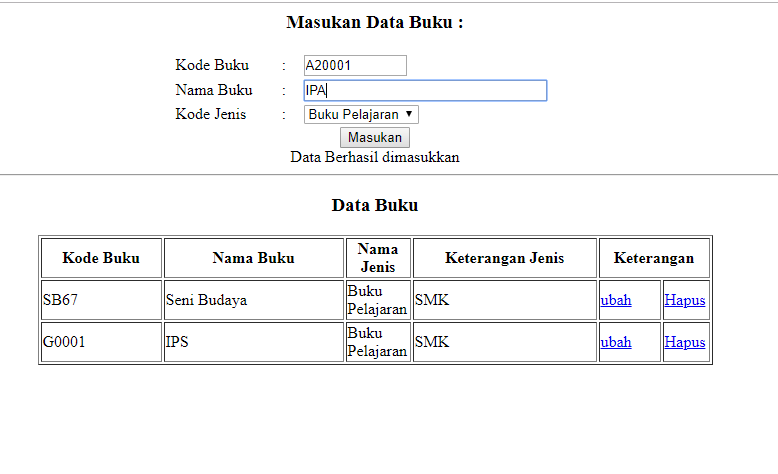 Masukan Data Buku :
Kode Buku : A20001
Nama Buku : IPA
Kode Jenis : Buku Pelajaran
Masukan
Data Berhasil dimasukkan
Data Buku
Kode Buku Nama Buku Nama Jenis Keterangan Jenis Keterangan
SB67 Seni Budaya Buku Pelajaran SMK ubah Hapus
G0001 IPS Buku Pelajaran SMK ubah Hapus